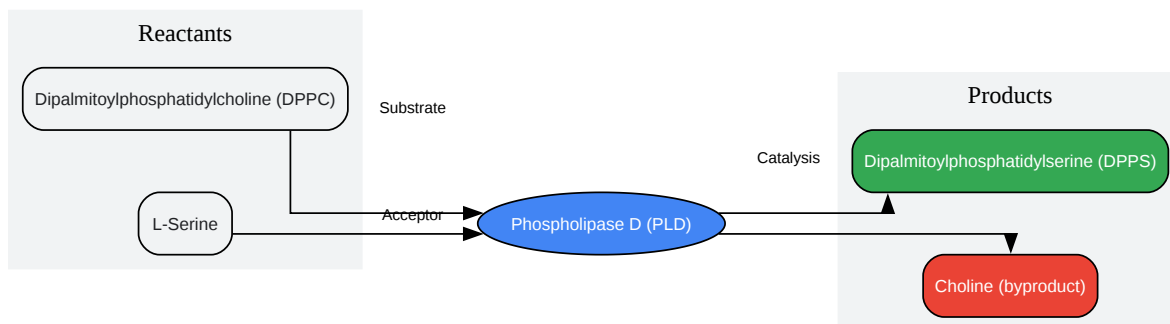 Reactants
Dipalmitoylphosphatidylcholine (DPPC)
L-Serine
Substrate
Acceptor
Phospholipase D (PLD)
Catalysis
Products
Dipalmitoylphosphatidylserine (DPPS)
Choline (byproduct)